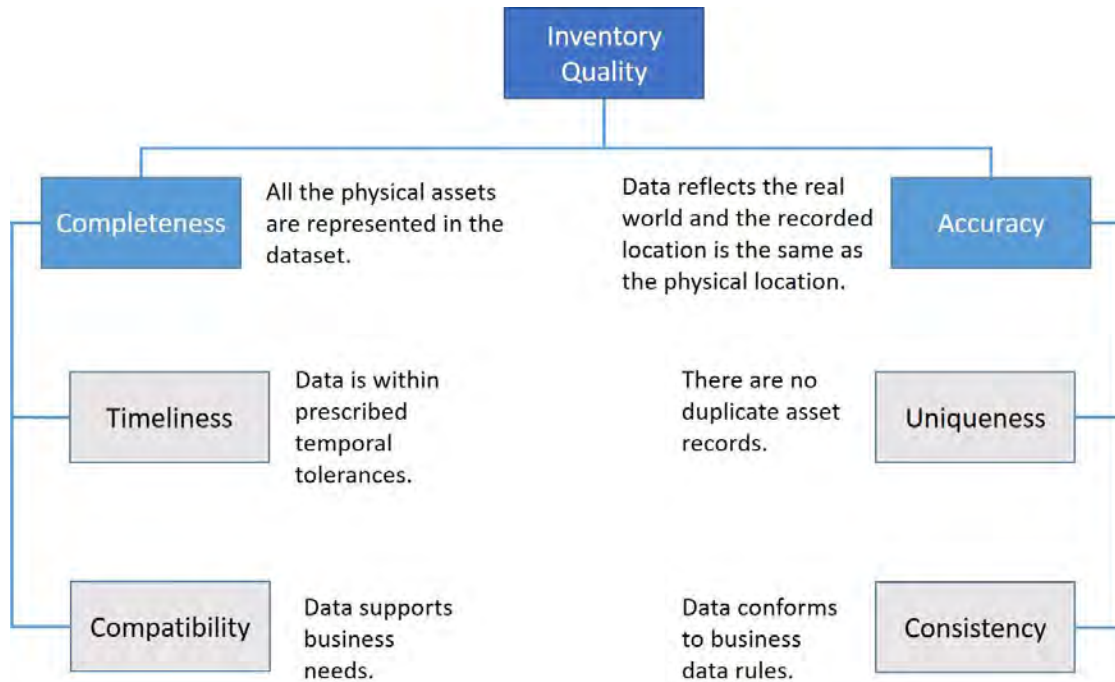 Inventory
Quality
Completeness
All the physical assets
are represented in the
dataset.
Data reflects the real
world and the recorded
location is the same as
the physical location.
Accuracy
Timeliness
Data is within
prescribed
temporal
tolerances.
There are no
duplicate asset
records.
Uniqueness
Compatibility
Data supports
business
needs.
Data conforms
to business
data rules.
Consistency